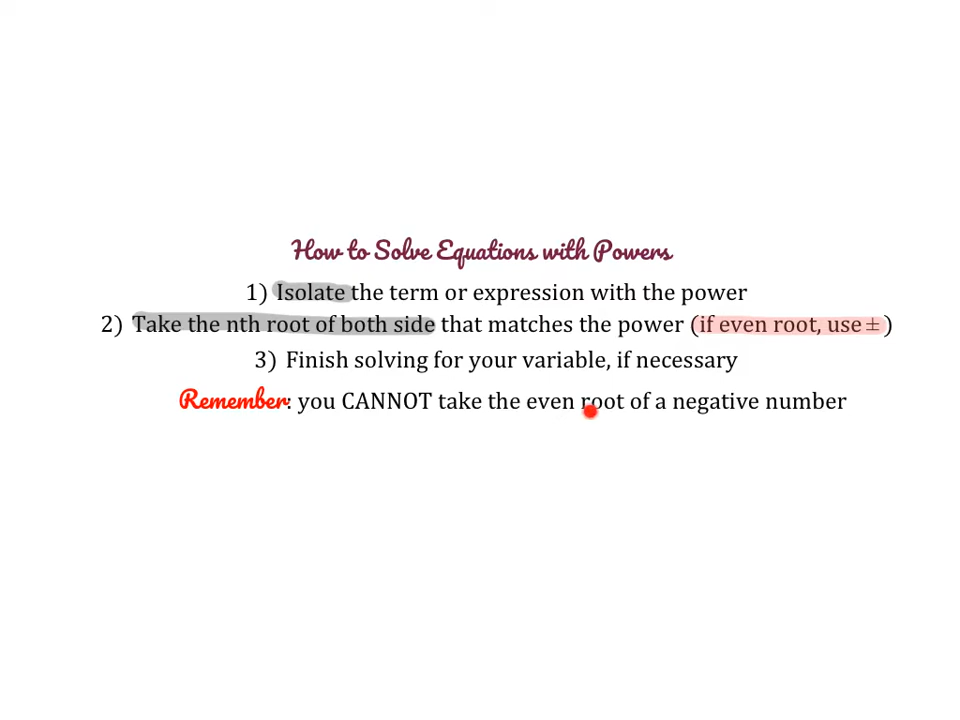 How to Solve Equations with Powers
1) Isolate the term or expression with the power
2) Take the nth root of both side that matches the power (if even root, use ±)
3) Finish solving for your variable, if necessary
Remember: you CANNOT take the even root of a negative number